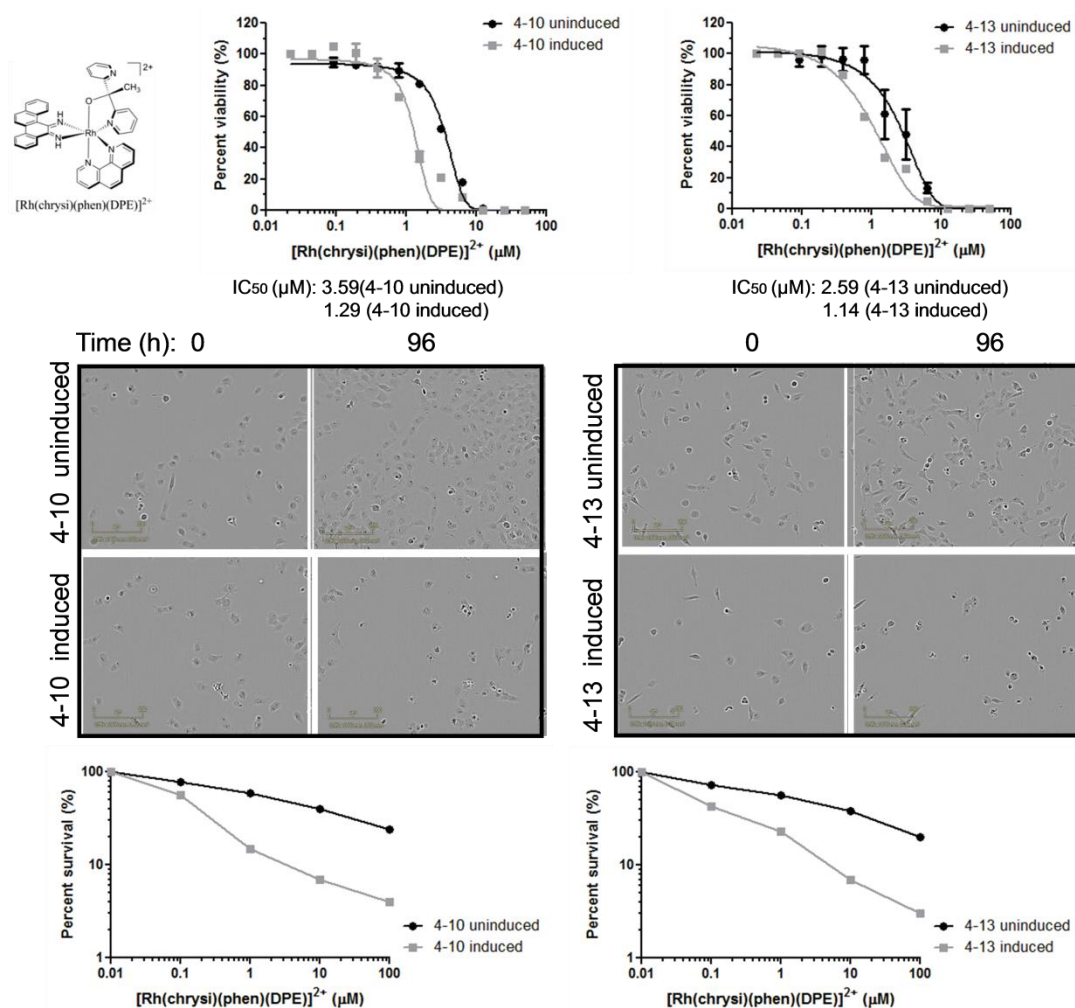 ]2+
CH₃
N
N
O
NH
NH
Rh
N
N
[Rh(chrysi)(phen)(DPE)]²⁺
Percent viability (%)
120
100
80
60
40
20
0
0.01
0.1
1
10
100
4-10 uninduced
4-10 induced
[Rh(chrysi)(phen)(DPE)]²⁺ (µM)
IC50 (µM): 3.59(4-10 uninduced)
1.29 (4-10 induced)
Percent viability (%)
120
100
80
60
40
20
0
0.01
0.1
1
10
100
4-13 uninduced
4-13 induced
[Rh(chrysi)(phen)(DPE)]²⁺ (µM)
IC50 (µM): 2.59 (4-13 uninduced)
1.14 (4-13 induced)
Time (h): 0 96
4-10 uninduced
4-10 induced
0 96
4-13 uninduced
4-13 induced
Percent survival (%)
100
10
1
0.01
0.1
1
10
100
4-10 uninduced
4-10 induced
[Rh(chrysi)(phen)(DPE)]²⁺ (µM)
Percent survival (%)
100
10
1
0.01
0.1
1
10
100
4-13 uninduced
4-13 induced
[Rh(chrysi)(phen)(DPE)]²⁺ (µM)